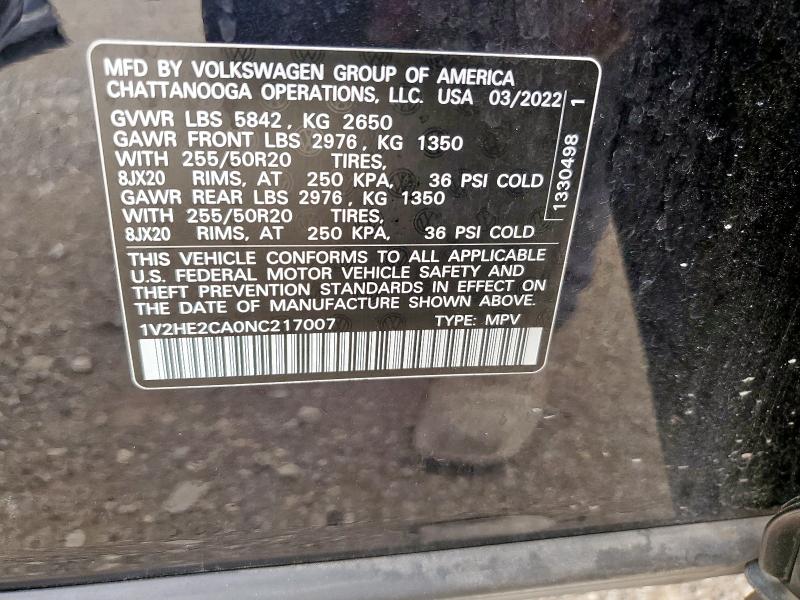 MFD BY VOLKSWAGEN GROUP OF AMERICA
CHATTANOOGA OPERATIONS, LLC. USA 03/2022
GVWR LBS 5842, KG 2650
GAWR FRONT LBS 2976, KG 1350
WITH 255/50R20 TIRES,
8JX20 RIMS, AT 250 KPA, 36 PSI COLD
GAWR REAR LBS 2976, KG 1350
WITH 255/50R20 TIRES,
8JX20 RIMS, AT 250 KPA, 36 PSI COLD
1330498 1
THIS VEHICLE CONFORMS TO ALL APPLICABLE
U.S. FEDERAL MOTOR VEHICLE SAFETY AND
THEFT PREVENTION STANDARDS IN EFFECT ON
THE DATE OF MANUFACTURE SHOWN ABOVE.
1V2HE2CA0NC217007 TYPE: MPV